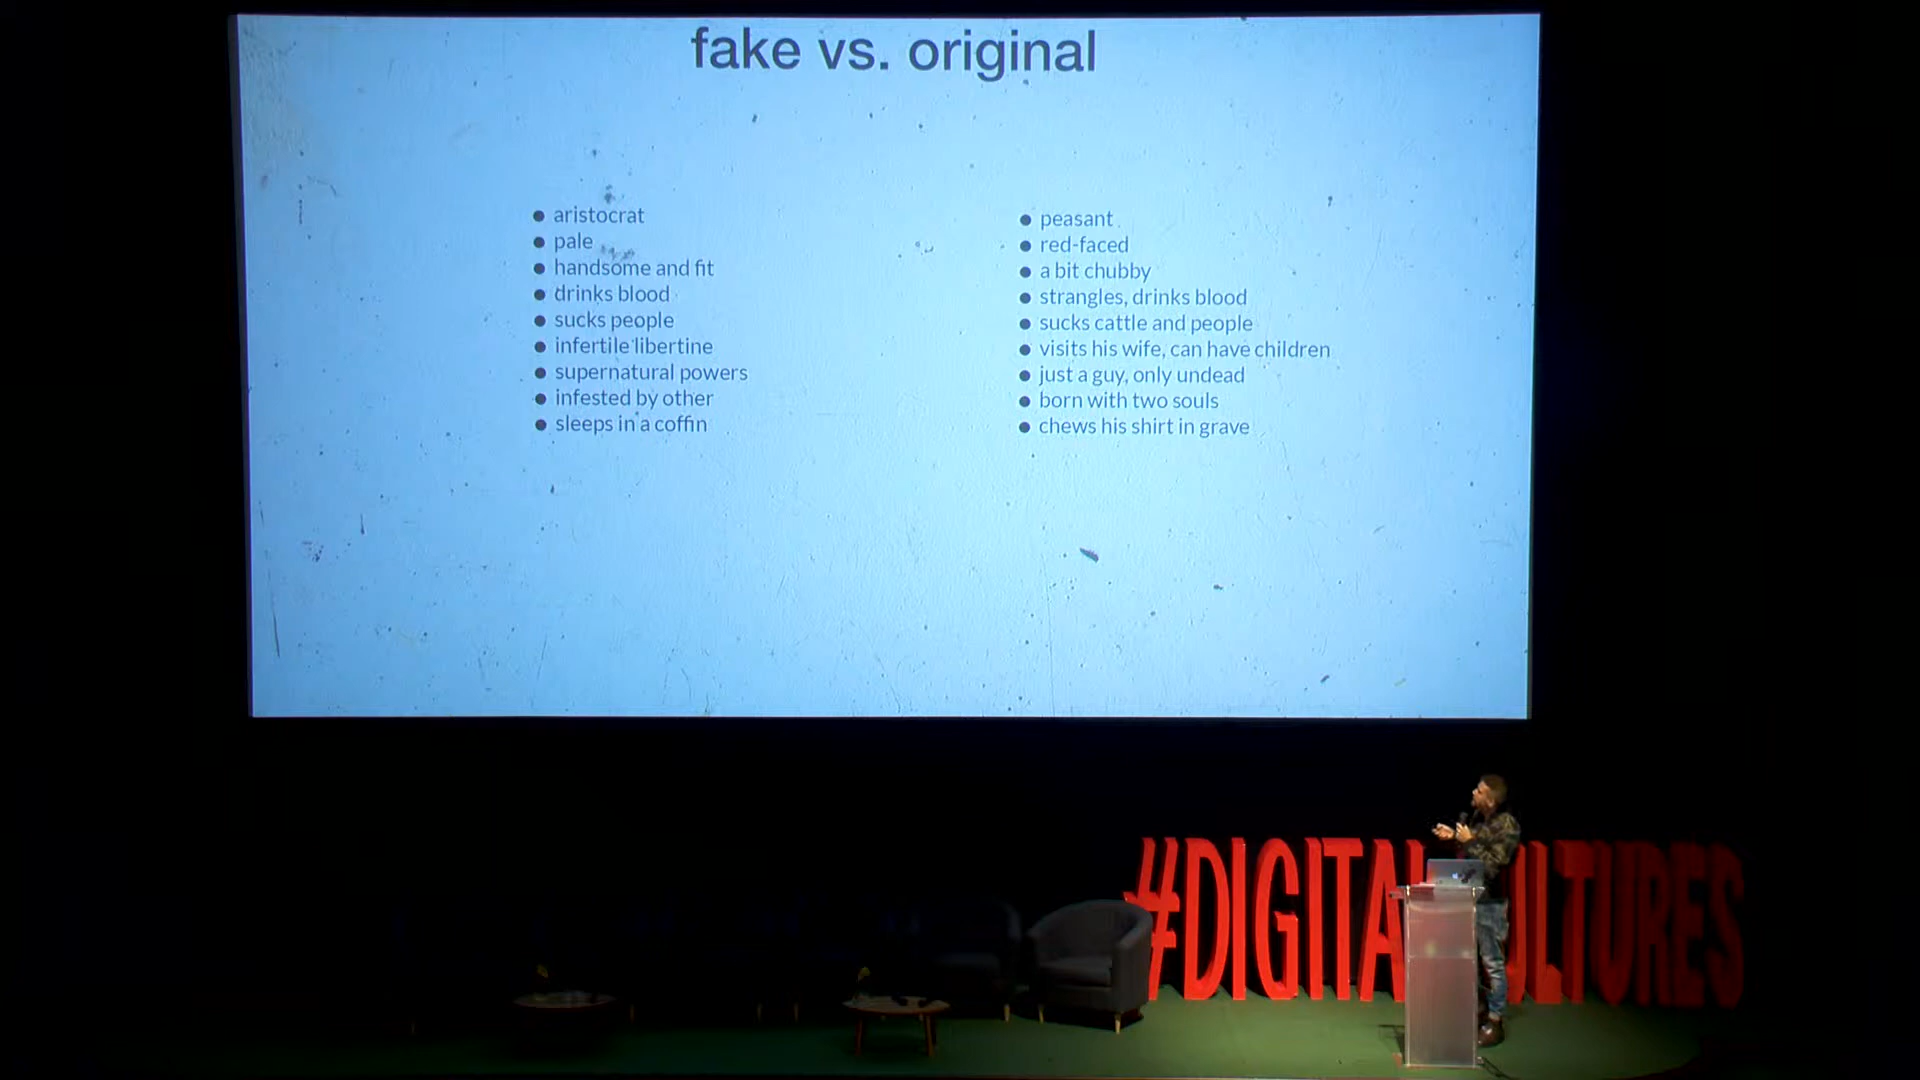 fake vs. original
● aristocrat
● pale
● handsome and fit
● drinks blood
● sucks people
● infertile libertine
● supernatural powers
● infested by other
● sleeps in a coffin
● peasant
● red-faced
● a bit chubby
● strangles, drinks blood
● sucks cattle and people
● visits his wife, can have children
● just a guy, only undead
● born with two souls
● chews his shirt in grave
#DIGITALCULTURES